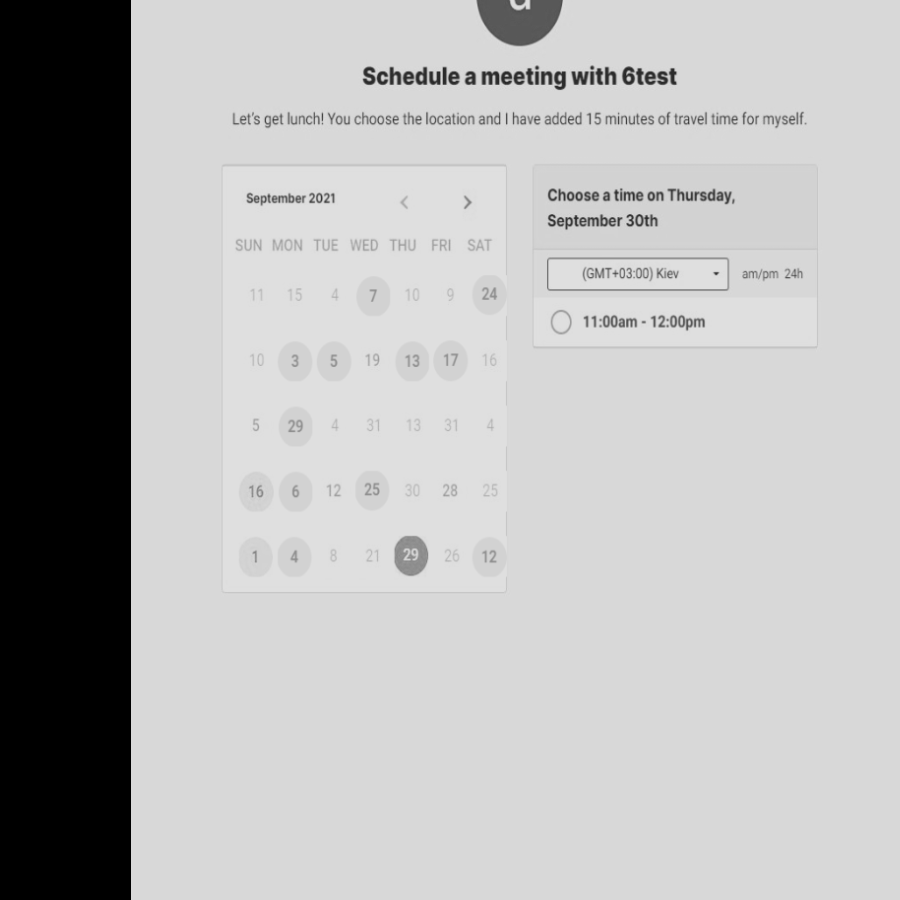 Schedule a meeting with 6test
Let's get lunch! You choose the location and I have added 15 minutes of travel time for myself.
September 2021
SUN MON TUE WED THU FRI SAT
11 15 4 7 10 9 24
10 3 5 19 13 17 16
5 29 4 31 13 31 4
16 6 12 25 30 28 25
1 4 8 21 29 26 12
Choose a time on Thursday,
September 30th
(GMT+03:00) Kiev am/pm 24h
11:00am - 12:00pm